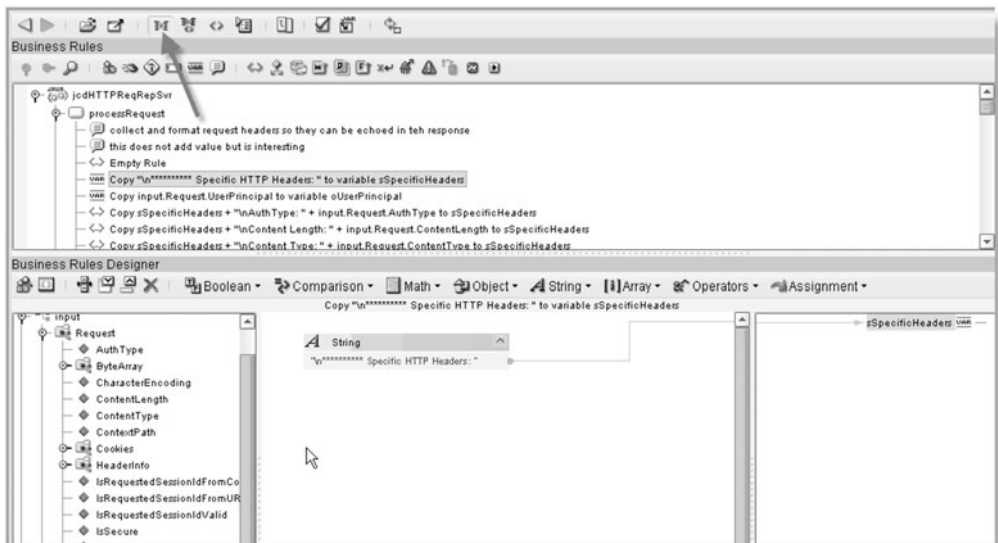 Business Rules
jcdHTTPReqRepSvr
processRequest
collect and format request headers so they can be echoed in teh response
this does not add value but is interesting
Empty Rule
Copy "\n********** Specific HTTP Headers: " to variable sSpecificHeaders
Copy input.Request.UserPrincipal to variable oUserPrincipal
Copy sSpecificHeaders + "\nAuthType: " + input.Request.AuthType to sSpecificHeaders
Copy sSpecificHeaders + "\nContent Length: " + input.Request.ContentLength to sSpecificHeaders
Copy sSpecificHeaders + "\nContent Type: " + input.Request.ContentType to sSpecificHeaders
Business Rules Designer
Boolean Comparison Math Object String Array Operators Assignment
Copy "\n********** Specific HTTP Headers: " to variable sSpecificHeaders
input
Request
AuthType
ByteArray
CharacterEncoding
ContentLength
ContentType
ContextPath
Cookies
HeaderInfo
IsRequestedSessionIdFromCo
IsRequestedSessionIdFromUR
IsRequestedSessionIdValid
IsSecure
String
"\n********** Specific HTTP Headers: "
sSpecificHeaders VAR